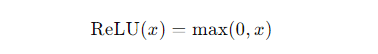 ReLU(x) = max(0, x)